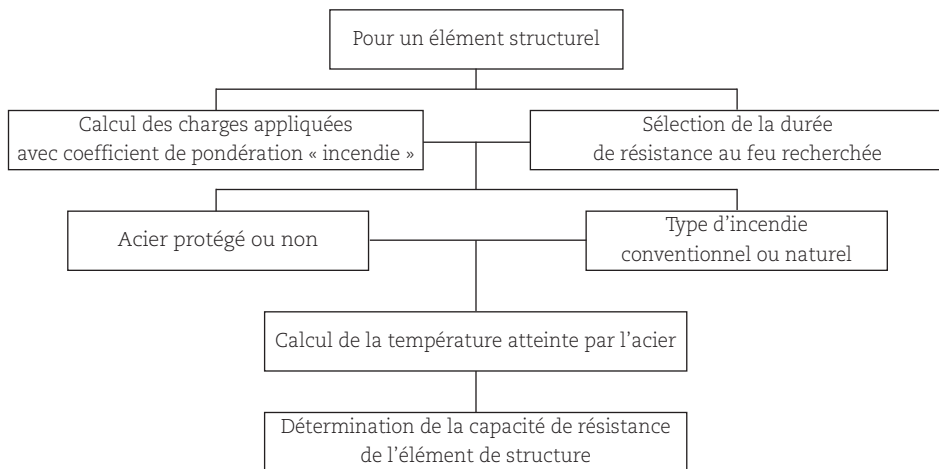 Pour un élément structurel
Calcul des charges appliquées
avec coefficient de pondération « incendie »
Sélection de la durée
de résistance au feu recherchée
Acier protégé ou non
Type d’incendie
conventionnel ou naturel
Calcul de la température atteinte par l’acier
Détermination de la capacité de résistance
de l’élément de structure